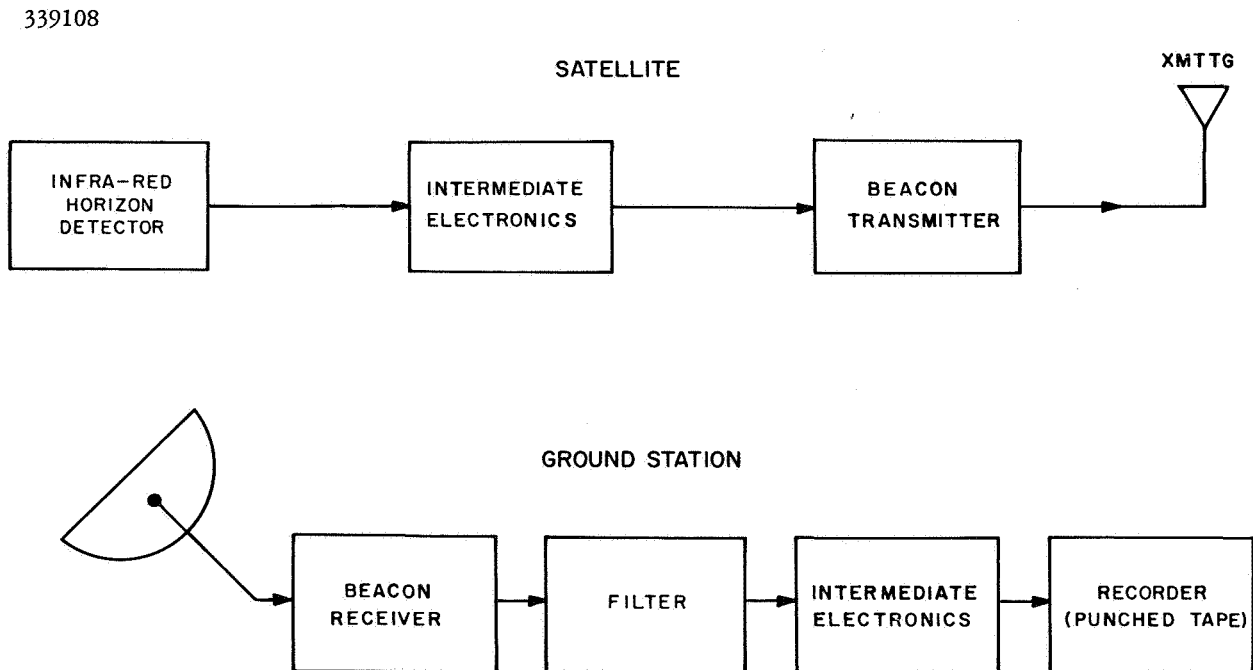 339108
SATELLITE
XMTTG
INFRA-RED
HORIZON
DETECTOR
INTERMEDIATE
ELECTRONICS
BEACON
TRANSMITTER
GROUND STATION
BEACON
RECEIVER
FILTER
INTERMEDIATE
ELECTRONICS
RECORDER
(PUNCHED TAPE)